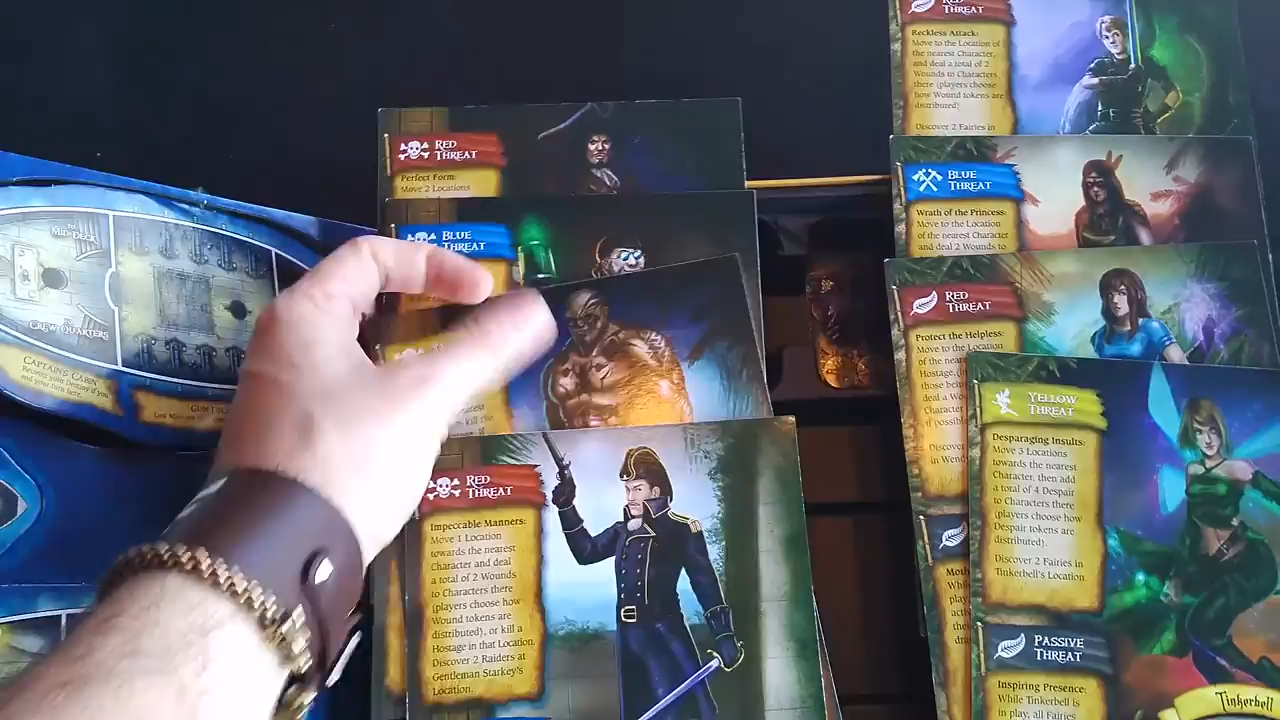 TO
MID-DECK
TO
CREW QUARTERS
CAPTAIN'S CABIN
RED
THREAT
Perfect Form:
Move 2 Locations
BLUE
THREAT
RED
THREAT
Impeccable Manners:
Move 1 Location
towards the nearest
Character and deal
a total of 2 Wounds
to Characters there
(players choose how
Wound tokens are
distributed), or kill a
Hostage in that Location.
Discover 2 Raiders at
Gentleman Starkey's
Location.
RED
THREAT
Reckless Attack:
Move to the Location of
the nearest Character,
and deal a total of 2
Wounds to Characters
there (players choose
how Wound tokens are
distributed)
Discover 2 Fairies in
BLUE
THREAT
Wrath of the Princess:
Move to the Location
of the nearest Character
and deal 2 Wounds to
RED
THREAT
Protect the Helpless:
Move to the Location
of the
Hostage,
those
deal a
Character
if possible
Discover
in
YELLOW
THREAT
Desparaging Insults:
Move 3 Locations
towards the nearest
Character, then add
a total of 4 Despair
to Characters there
(players choose how
Despair tokens are
distributed).
Discover 2 Fairies in
Tinkerbell's Location.
PASSIVE
THREAT
Inspiring Presence:
While Tinkerbell is
in play, all Fairies
Tinkerbell